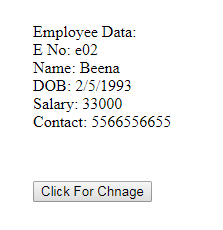 Employee Data:
E No: e02
Name: Beena
DOB: 2/5/1993
Salary: 33000
Contact: 5566556655
Click For Chnage